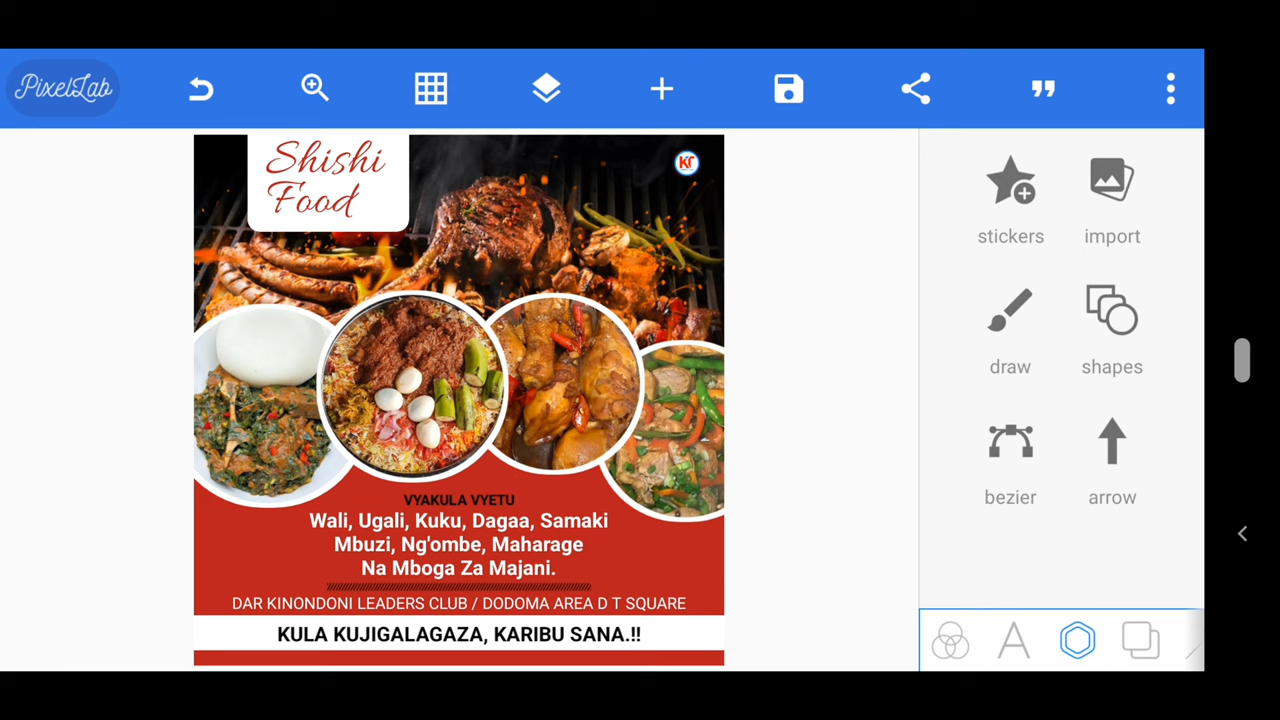 PixelLab
Shishi
Food
KC
stickers
import
draw
shapes
bezier
arrow
VYAKULA VYETU
Wali, Ugali, Kuku, Dagaa, Samaki
Mbuzi, Ng'ombe, Maharage
Na Mboga Za Majani.
DAR KINONDONI LEADERS CLUB / DODOMA AREA D T SQUARE
KULA KUJIGALAGAZA, KARIBU SANA.!!